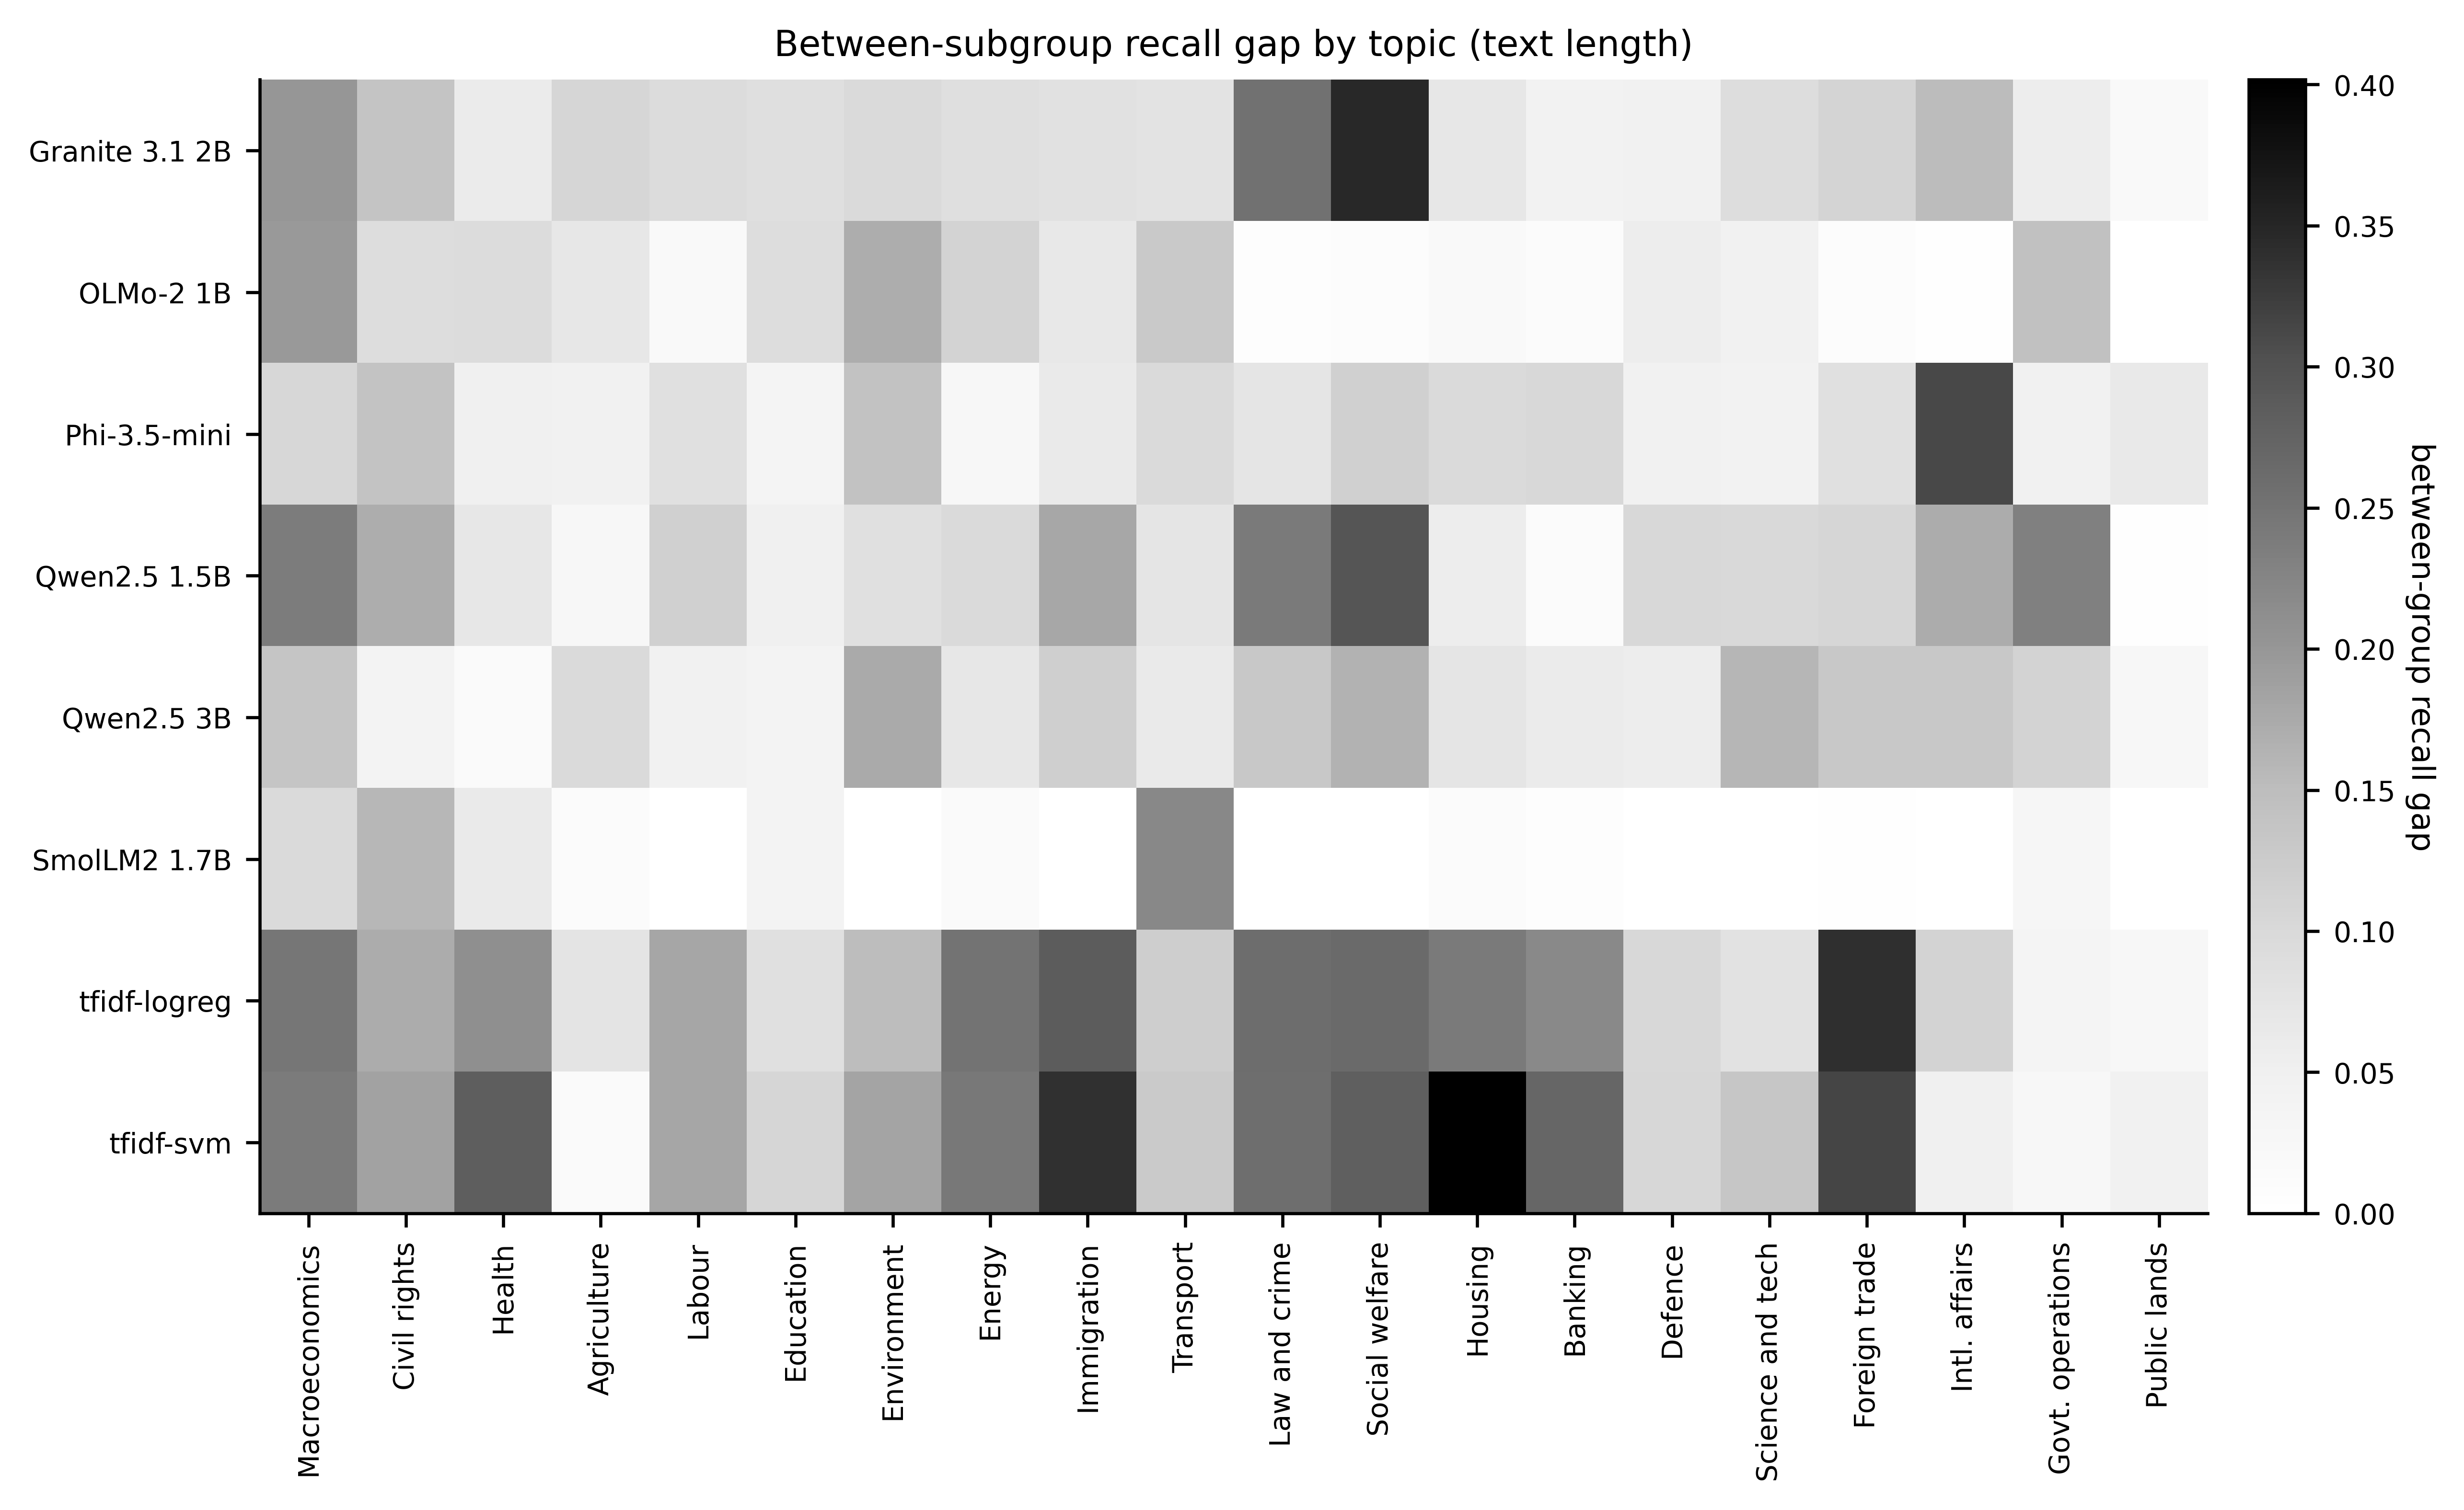 Between-subgroup recall gap by topic (text length)
Granite 3.1 2B
OLMo-2 1B
Phi-3.5-mini
Qwen2.5 1.5B
Qwen2.5 3B
SmolLM2 1.7B
tfidf-logreg
tfidf-svm
Macroeconomics
Civil rights
Health
Agriculture
Labour
Education
Environment
Energy
Immigration
Transport
Law and crime
Social welfare
Housing
Banking
Defence
Science and tech
Foreign trade
Intl. affairs
Govt. operations
Public lands
0.40
0.35
0.30
0.25
0.20
0.15
0.10
0.05
0.00
between-group recall gap